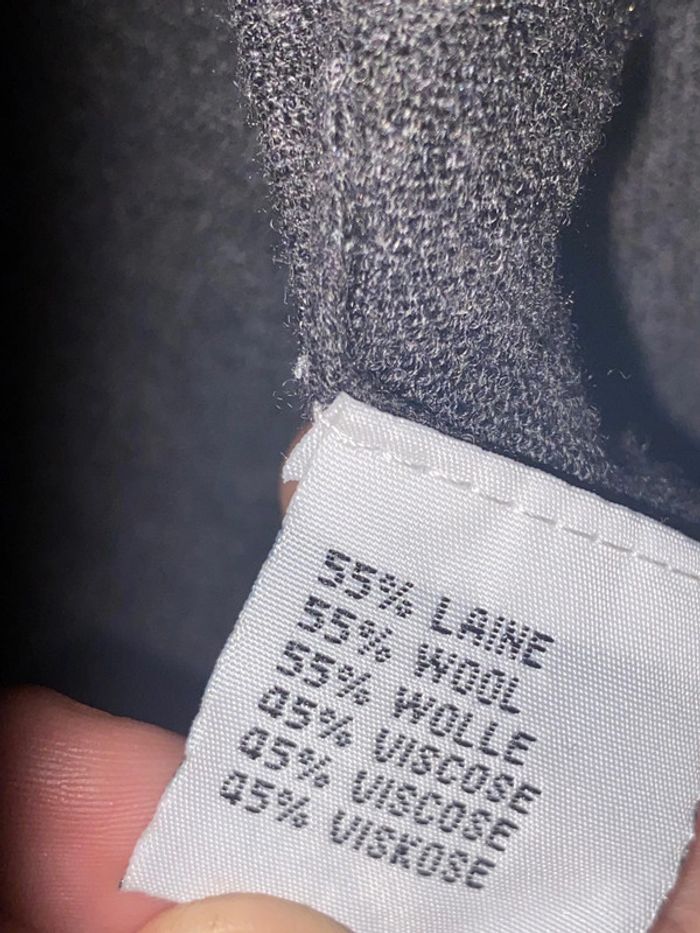 55% LAINE
55% WOOL
55% WOLLE
45% VISCOSE
45% VISCOSE
45% VISKOSE